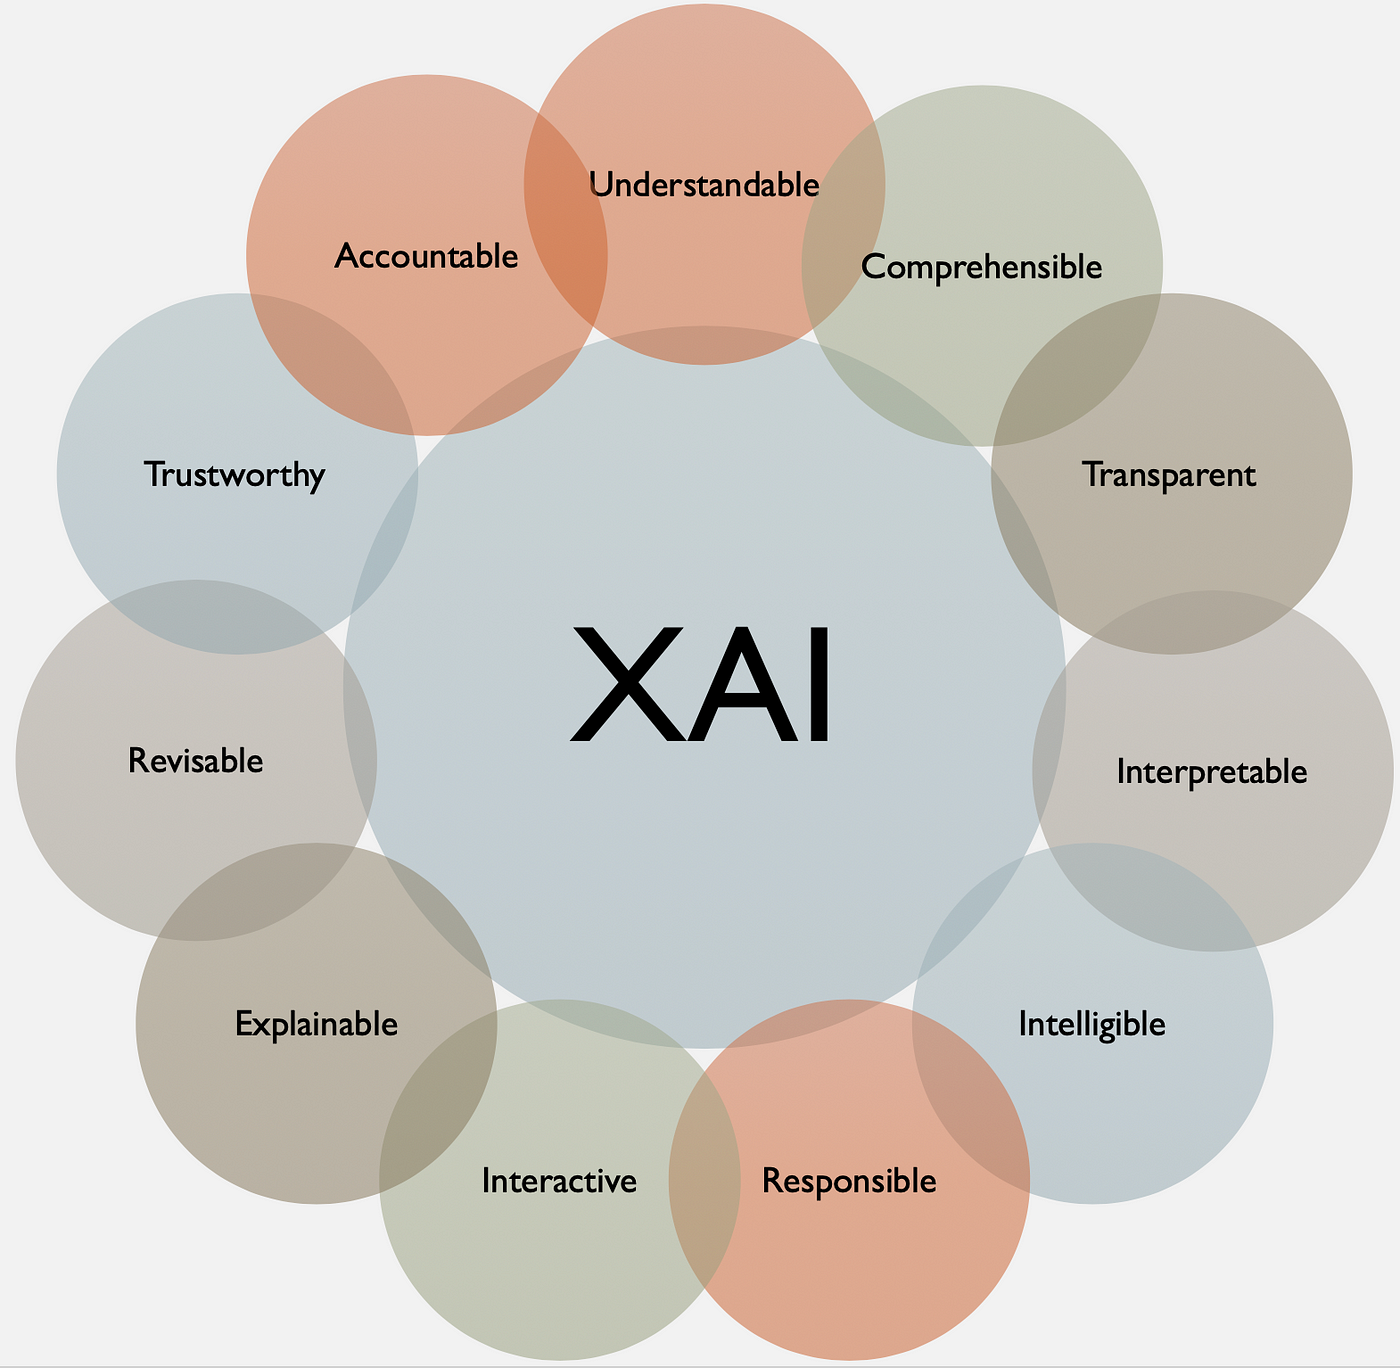 Understandable
Accountable
Comprehensible
Trustworthy
Transparent
XAI
Revisable
Interpretable
Explainable
Intelligible
Interactive
Responsible